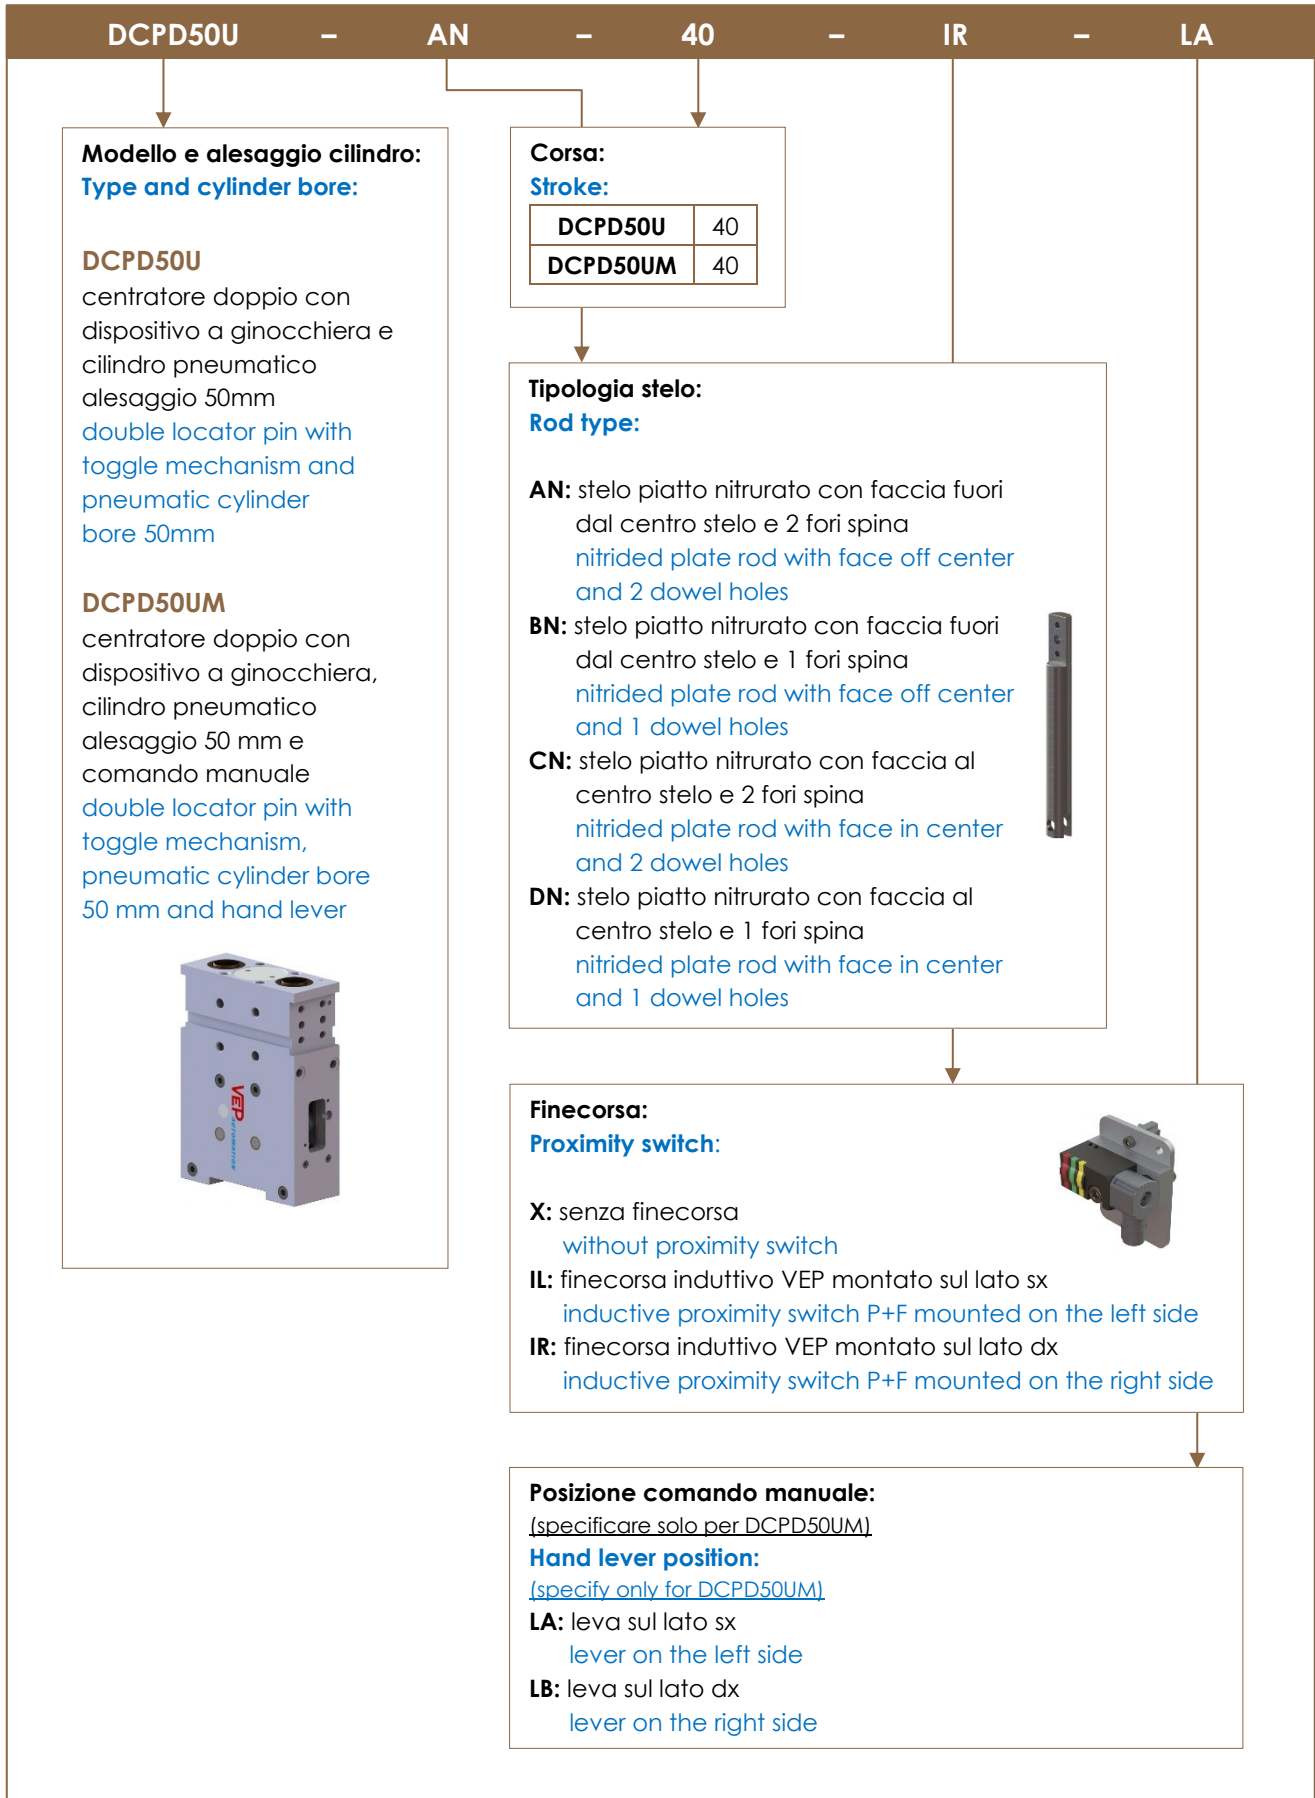 DCPD50U – AN – 40 – IR – LA
Modello e alesaggio cilindro:
Type and cylinder bore:
DCPD50U
centratore doppio con
dispositivo a ginocchiera e
cilindro pneumatico
alesaggio 50mm
double locator pin with
toggle mechanism and
pneumatic cylinder
bore 50mm
DCPD50UM
centratore doppio con
dispositivo a ginocchiera,
cilindro pneumatico
alesaggio 50 mm e
comando manuale
double locator pin with
toggle mechanism,
pneumatic cylinder bore
50 mm and hand lever
VEP
AUTOMATION
Corsa:
Stroke:
DCPD50U 40
DCPD50UM 40
Tipologia stelo:
Rod type:
AN: stelo piatto nitrurato con faccia fuori
dal centro stelo e 2 fori spina
nitrided plate rod with face off center
and 2 dowel holes
BN: stelo piatto nitrurato con faccia fuori
dal centro stelo e 1 fori spina
nitrided plate rod with face off center
and 1 dowel holes
CN: stelo piatto nitrurato con faccia al
centro stelo e 2 fori spina
nitrided plate rod with face in center
and 2 dowel holes
DN: stelo piatto nitrurato con faccia al
centro stelo e 1 fori spina
nitrided plate rod with face in center
and 1 dowel holes
Finecorsa:
Proximity switch:
X: senza finecorsa
without proximity switch
IL: finecorsa induttivo VEP montato sul lato sx
inductive proximity switch P+F mounted on the left side
IR: finecorsa induttivo VEP montato sul lato dx
inductive proximity switch P+F mounted on the right side
Posizione comando manuale:
(specificare solo per DCPD50UM)
Hand lever position:
(specify only for DCPD50UM)
LA: leva sul lato sx
lever on the left side
LB: leva sul lato dx
lever on the right side